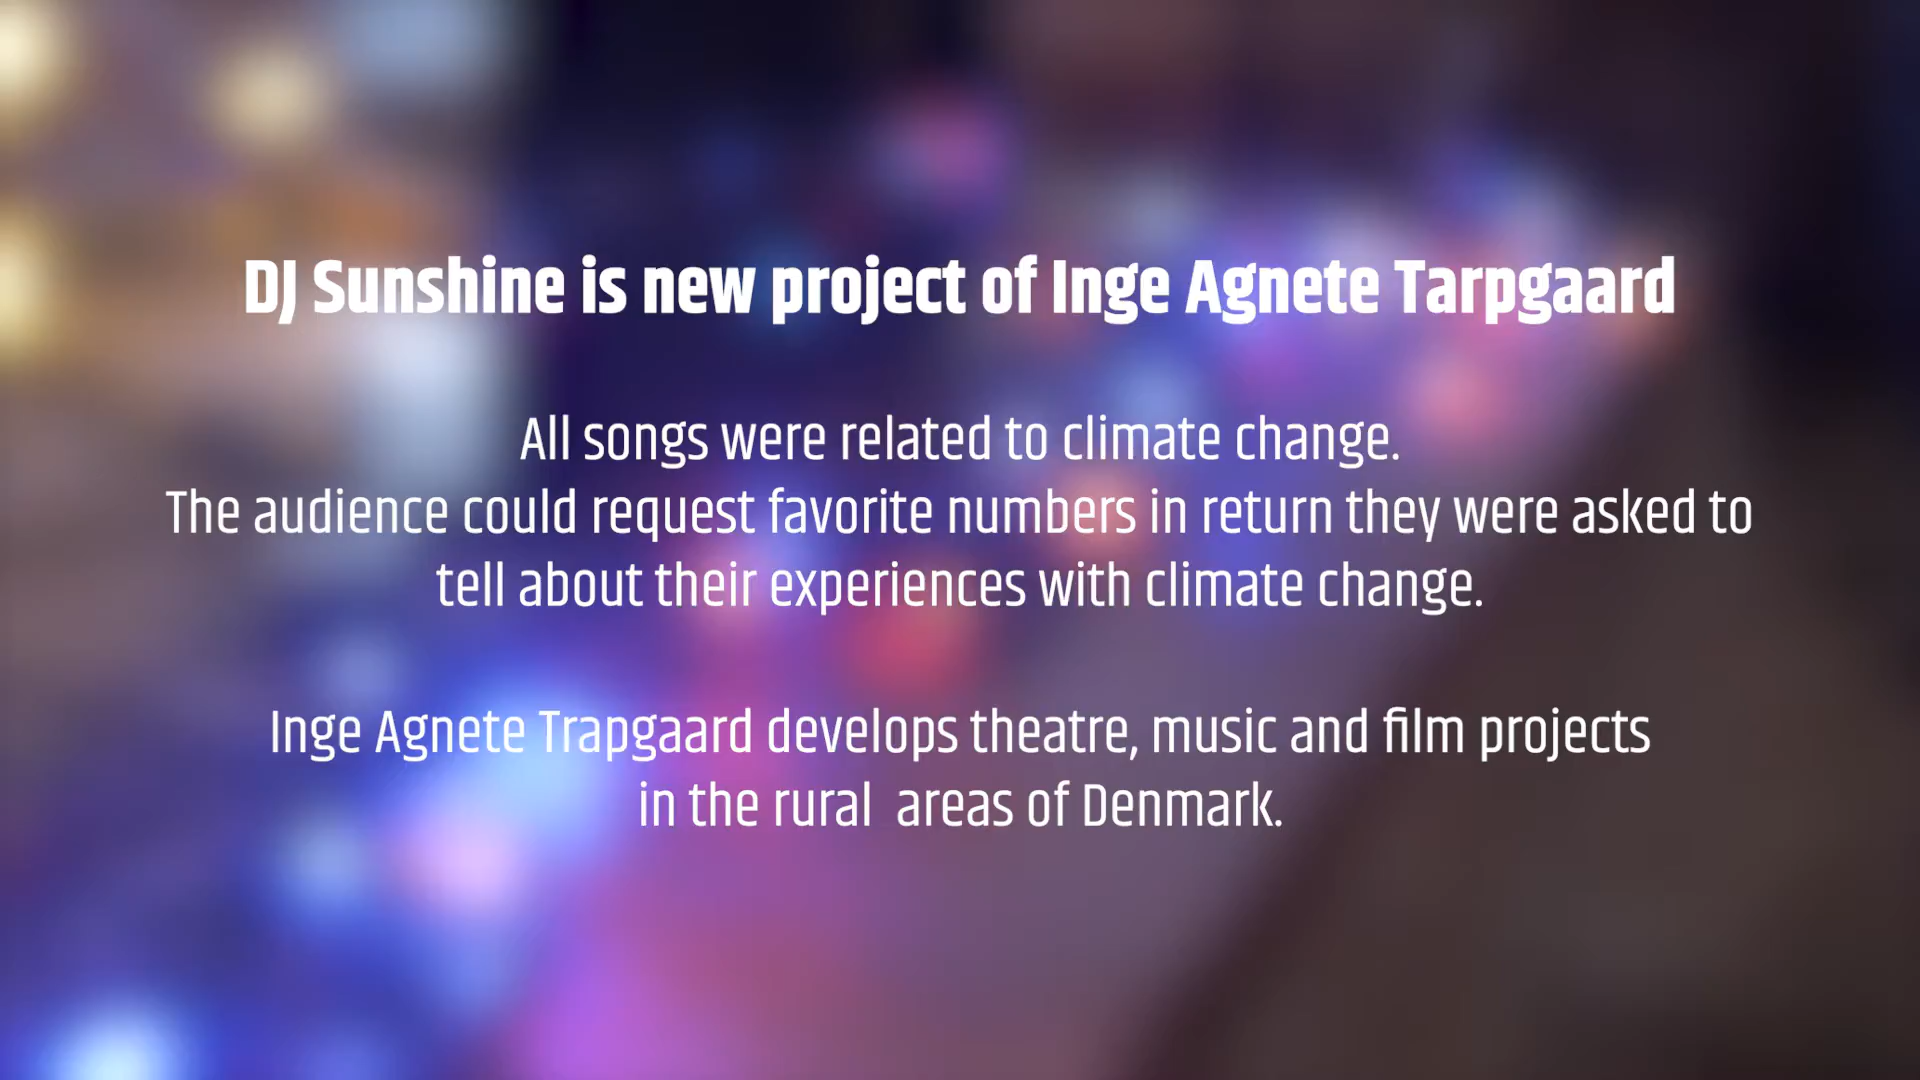 DJ Sunshine is new project of Inge Agnete Tarpgaard
All songs were related to climate change.
The audience could request favorite numbers in return they were asked to
tell about their experiences with climate change.
Inge Agnete Trapgaard develops theatre, music and film projects
in the rural  areas of Denmark.